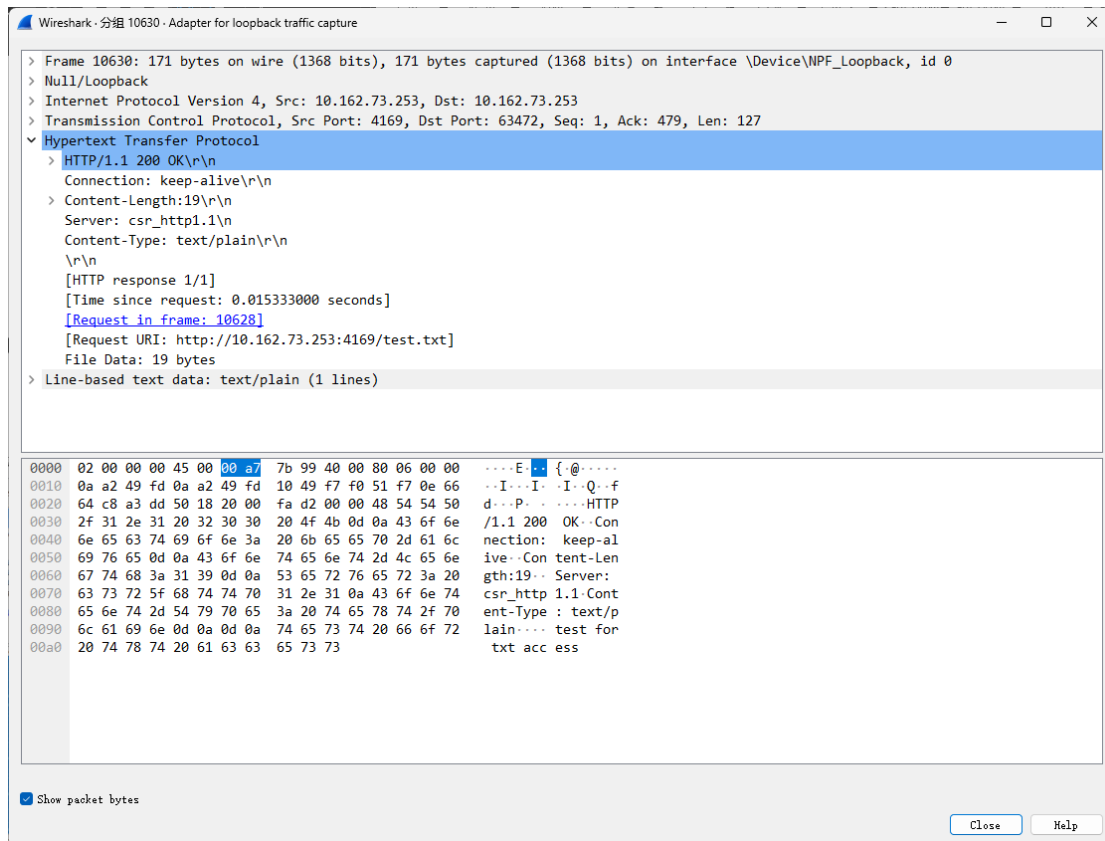 Wireshark · 分组 10630 · Adapter for loopback traffic capture
Frame 10630: 171 bytes on wire (1368 bits), 171 bytes captured (1368 bits) on interface \Device\NPF_Loopback, id 0
Null/Loopback
Internet Protocol Version 4, Src: 10.162.73.253, Dst: 10.162.73.253
Transmission Control Protocol, Src Port: 4169, Dst Port: 63472, Seq: 1, Ack: 479, Len: 127
Hypertext Transfer Protocol
HTTP/1.1 200 OK\r\n
Connection: keep-alive\r\n
Content-Length:19\r\n
Server: csr_http1.1\n
Content-Type: text/plain\r\n
\r\n
[HTTP response 1/1]
[Time since request: 0.015333000 seconds]
[Request in frame: 10628]
[Request URI: http://10.162.73.253:4169/test.txt]
File Data: 19 bytes
Line-based text data: text/plain (1 lines)
0000 02 00 00 00 45 00 00 a7 7b 99 40 00 80 06 00 00 ····E··· {·@·····
0010 0a a2 49 fd 0a a2 49 fd 10 49 f7 f0 51 f7 0e 66 ··I···I· ·I··Q··f
0020 64 c8 a3 dd 50 18 20 00 fa d2 00 00 48 54 54 50 d···P· · ····HTTP
0030 2f 31 2e 31 20 32 30 30 20 4f 4b 0d 0a 43 6f 6e /1.1 200 OK··Con
0040 6e 65 63 74 69 6f 6e 3a 20 6b 65 65 70 2d 61 6c nection: keep-al
0050 69 76 65 0d 0a 43 6f 6e 74 65 6e 74 2d 4c 65 6e ive··Con tent-Len
0060 67 74 68 3a 31 39 0d 0a 53 65 72 76 65 72 3a 20 gth:19·· Server:
0070 63 73 72 5f 68 74 74 70 31 2e 31 0a 43 6f 6e 74 csr_http 1.1·Cont
0080 65 6e 74 2d 54 79 70 65 3a 20 74 65 78 74 2f 70 ent-Type : text/p
0090 6c 61 69 6e 0d 0a 0d 0a 74 65 73 74 20 66 6f 72 lain···· test for
00a0 20 74 78 74 20 61 63 63 65 73 73 txt acc ess
Show packet bytes
Close Help